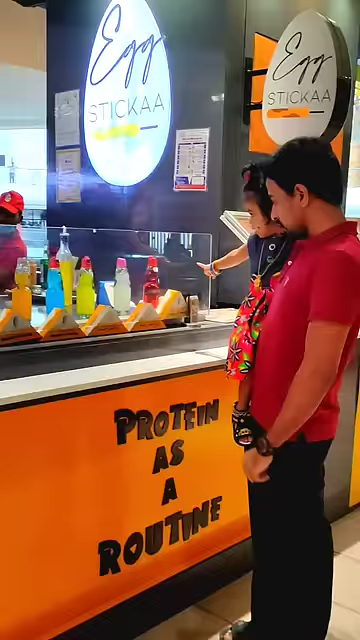 Egg
STICKAA
Egg
STICKAA
PROTEIN
AS
A
ROUTINE